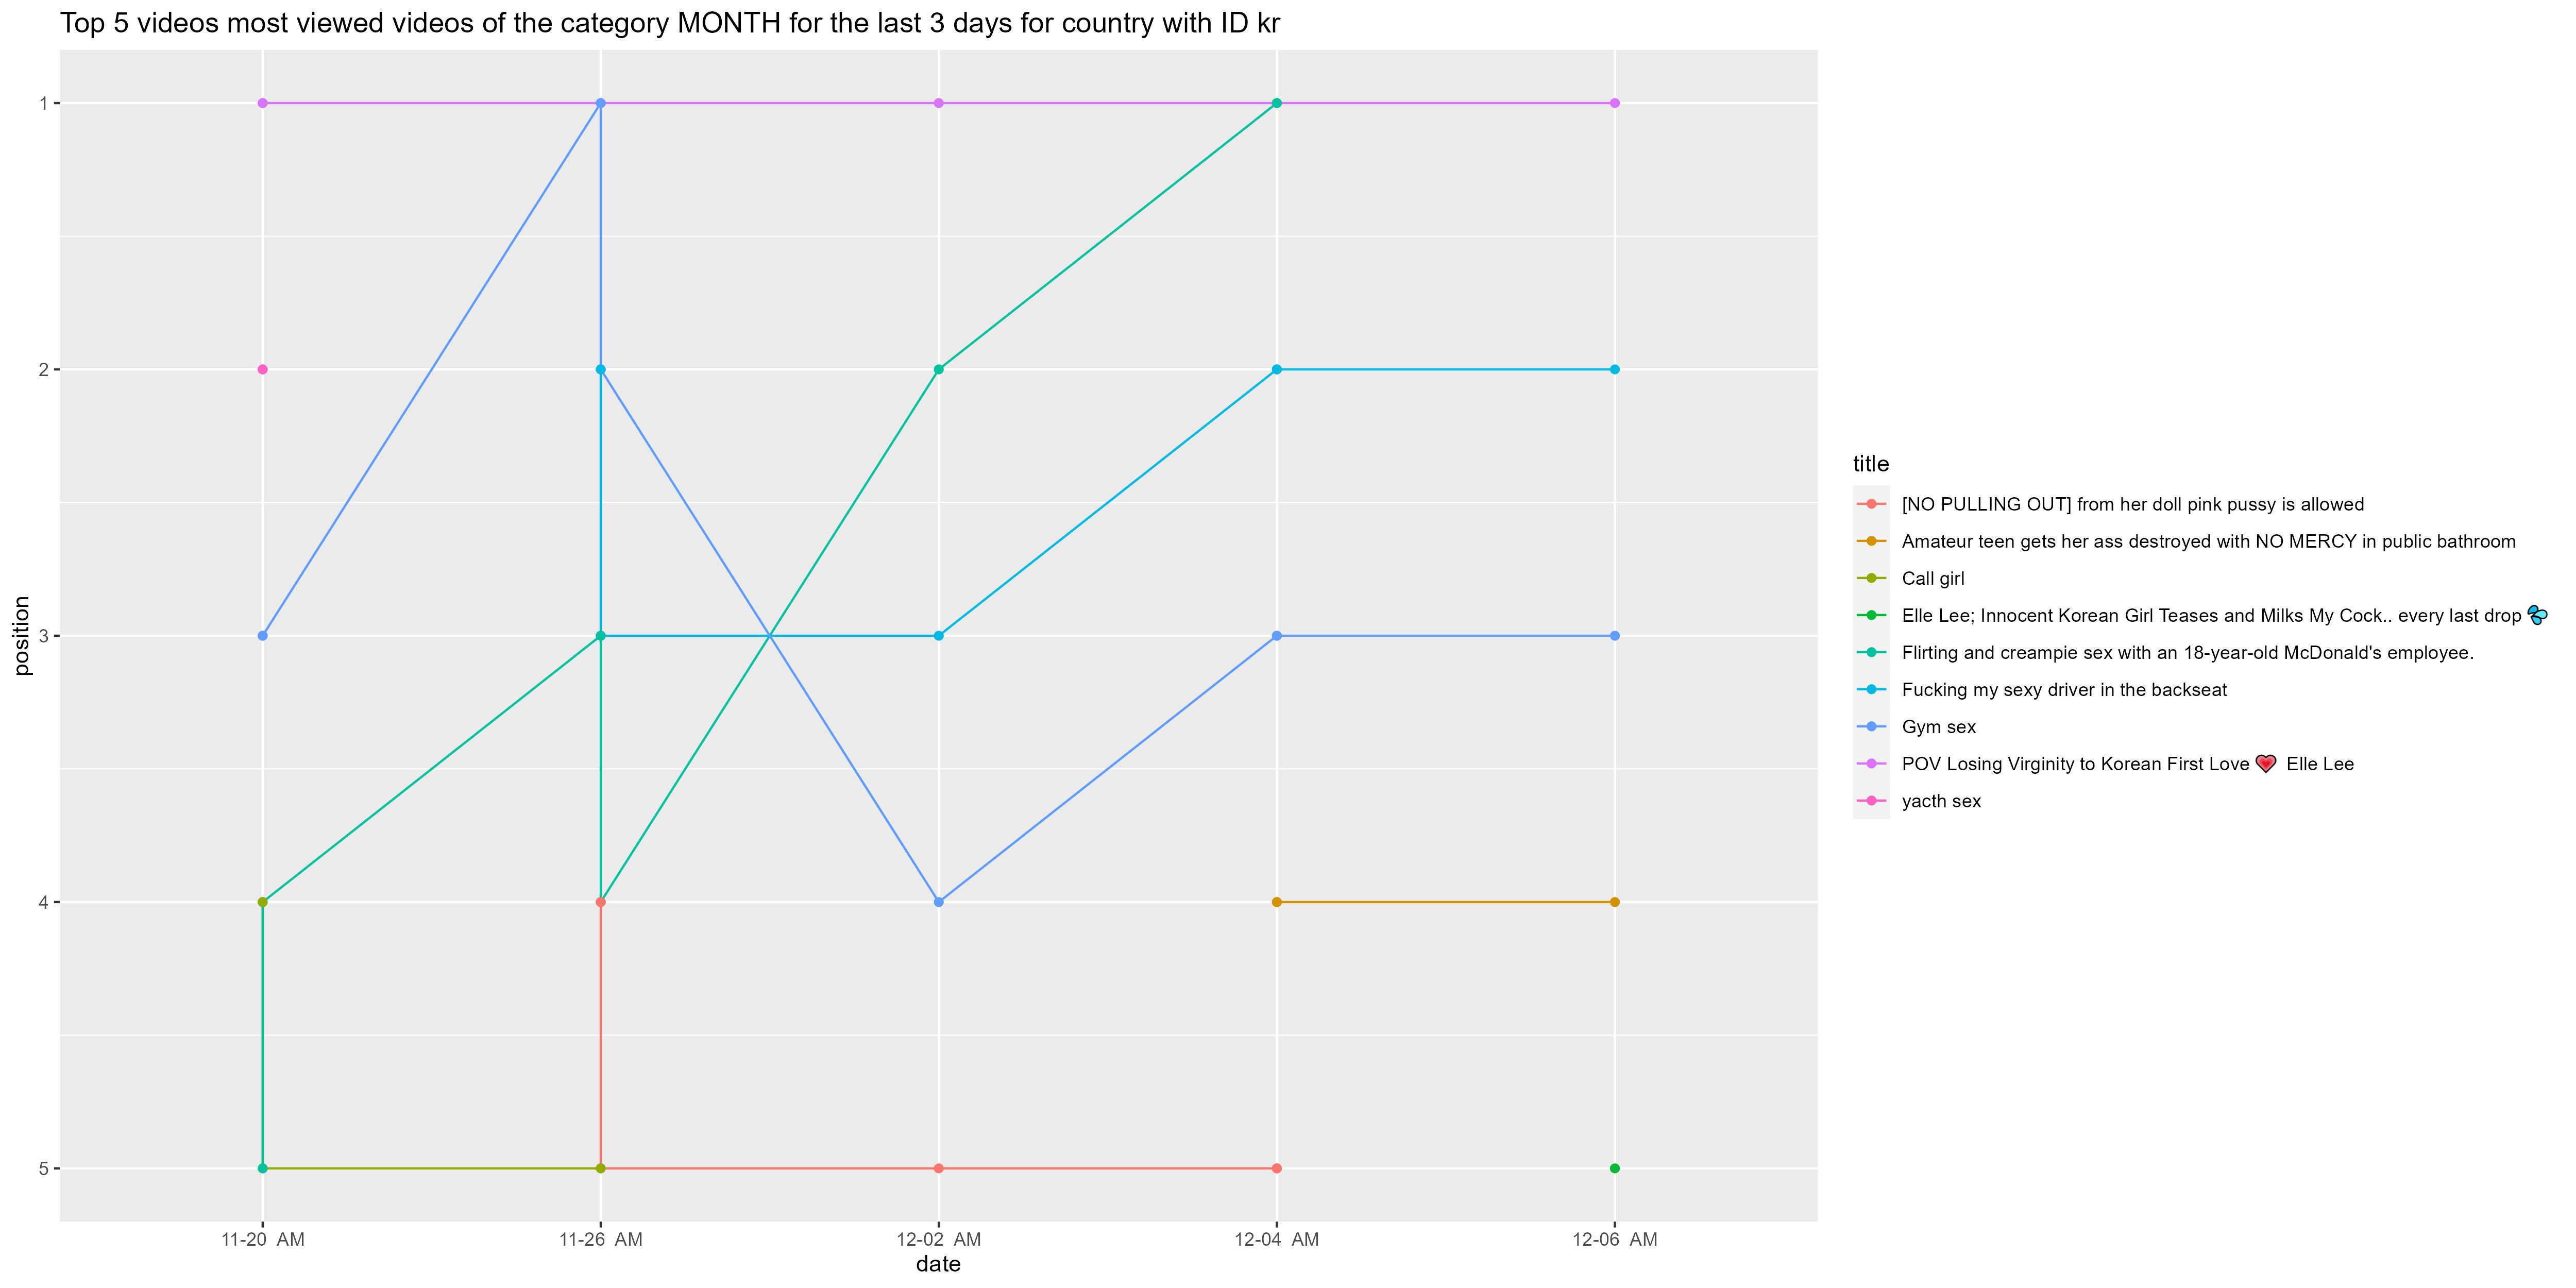 Top 5 videos most viewed videos of the category MONTH for the last 3 days for country with ID kr
position
1
2
3
4
5
11-20 AM
11-26 AM
12-02 AM
12-04 AM
12-06 AM
date
title
[NO PULLING OUT] from her doll pink pussy is allowed
Amateur teen gets her ass destroyed with NO MERCY in public bathroom
Call girl
Elle Lee; Innocent Korean Girl Teases and Milks My Cock.. every last drop 💦
Flirting and creampie sex with an 18-year-old McDonald's employee.
Fucking my sexy driver in the backseat
Gym sex
POV Losing Virginity to Korean First Love 💗 Elle Lee
yacth sex